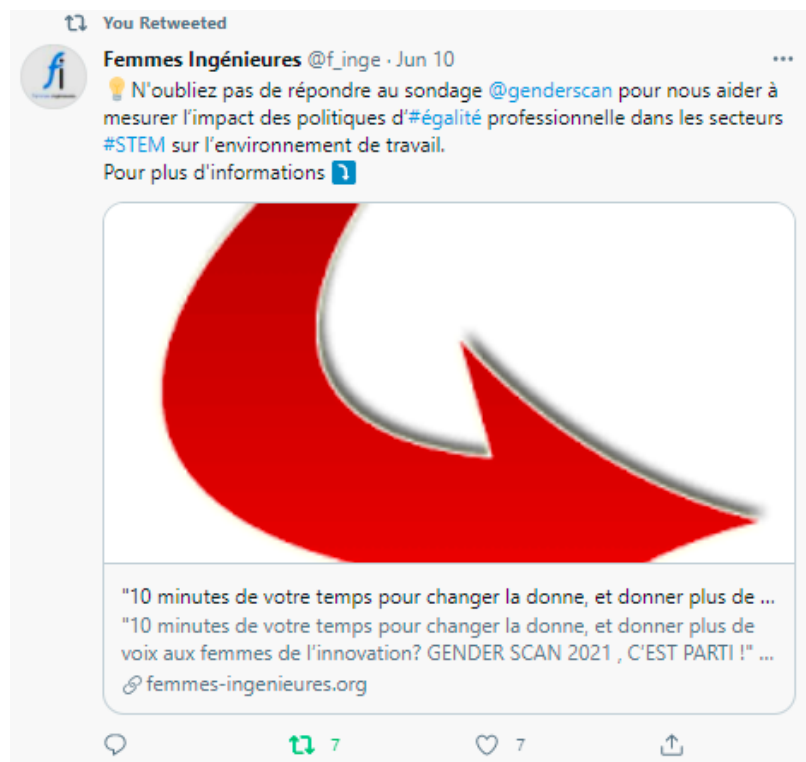 You Retweeted
Femmes Ingénieures @f_inge · Jun 10
💡 N'oubliez pas de répondre au sondage @genderscan pour nous aider à
mesurer l'impact des politiques d'#égalité professionnelle dans les secteurs
#STEM sur l'environnement de travail.
Pour plus d'informations ⤵️
"10 minutes de votre temps pour changer la donne, et donner plus de ...
"10 minutes de votre temps pour changer la donne, et donner plus de
voix aux femmes de l'innovation? GENDER SCAN 2021 , C'EST PARTI !" ...
femmes-ingenieures.org
7 7